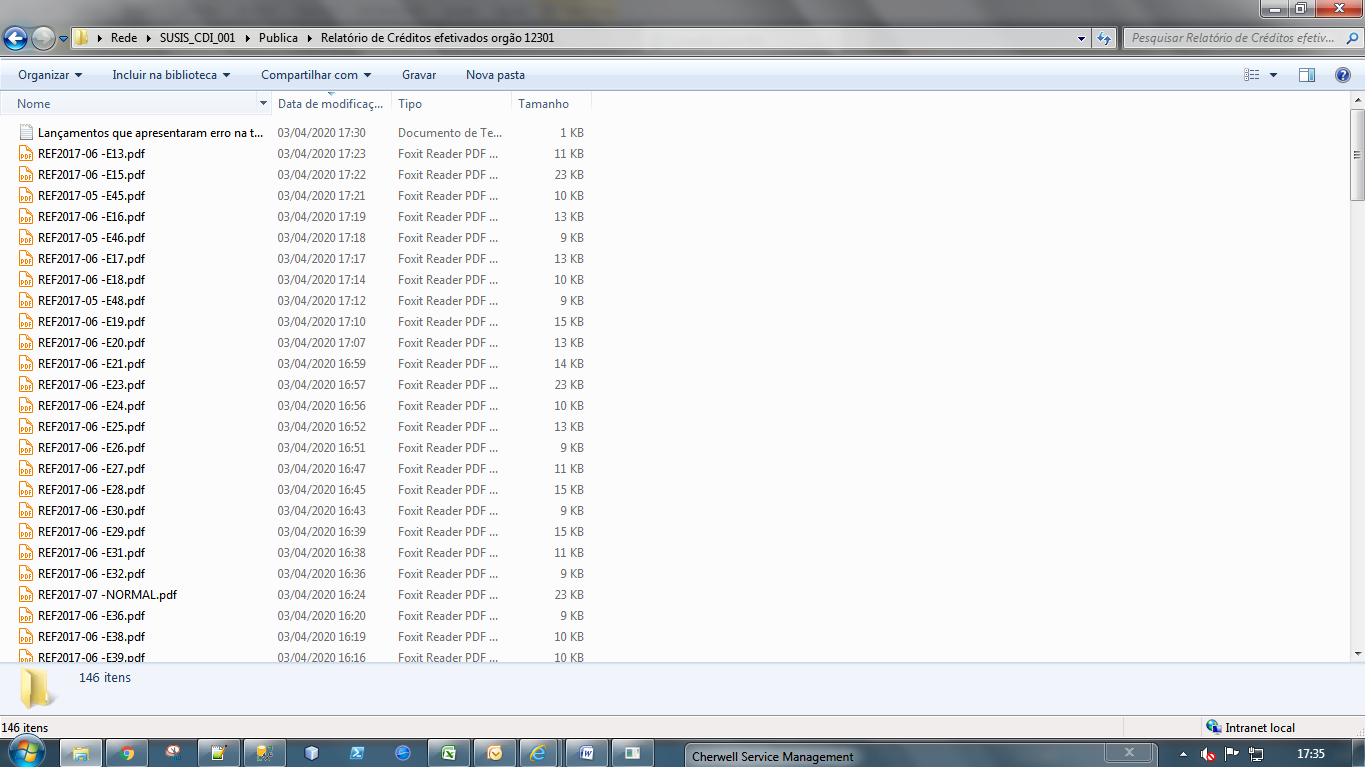 Rede SUSIS_CDI_001 Publica Relatório de Créditos efetivados orgão 12301 Pesquisar Relatório de Créditos efetiv...
Organizar Incluir na biblioteca Compartilhar com Gravar Nova pasta
Nome Data de modificaç... Tipo Tamanho
Lançamentos que apresentaram erro na t... 03/04/2020 17:30 Documento de Te... 1 KB
REF2017-06 -E13.pdf 03/04/2020 17:23 Foxit Reader PDF ... 11 KB
REF2017-06 -E15.pdf 03/04/2020 17:22 Foxit Reader PDF ... 23 KB
REF2017-05 -E45.pdf 03/04/2020 17:21 Foxit Reader PDF ... 10 KB
REF2017-06 -E16.pdf 03/04/2020 17:19 Foxit Reader PDF ... 13 KB
REF2017-05 -E46.pdf 03/04/2020 17:18 Foxit Reader PDF ... 9 KB
REF2017-06 -E17.pdf 03/04/2020 17:17 Foxit Reader PDF ... 13 KB
REF2017-06 -E18.pdf 03/04/2020 17:14 Foxit Reader PDF ... 10 KB
REF2017-05 -E48.pdf 03/04/2020 17:12 Foxit Reader PDF ... 9 KB
REF2017-06 -E19.pdf 03/04/2020 17:10 Foxit Reader PDF ... 15 KB
REF2017-06 -E20.pdf 03/04/2020 17:07 Foxit Reader PDF ... 13 KB
REF2017-06 -E21.pdf 03/04/2020 16:59 Foxit Reader PDF ... 14 KB
REF2017-06 -E23.pdf 03/04/2020 16:57 Foxit Reader PDF ... 23 KB
REF2017-06 -E24.pdf 03/04/2020 16:56 Foxit Reader PDF ... 10 KB
REF2017-06 -E25.pdf 03/04/2020 16:52 Foxit Reader PDF ... 13 KB
REF2017-06 -E26.pdf 03/04/2020 16:51 Foxit Reader PDF ... 9 KB
REF2017-06 -E27.pdf 03/04/2020 16:47 Foxit Reader PDF ... 11 KB
REF2017-06 -E28.pdf 03/04/2020 16:45 Foxit Reader PDF ... 15 KB
REF2017-06 -E30.pdf 03/04/2020 16:43 Foxit Reader PDF ... 9 KB
REF2017-06 -E29.pdf 03/04/2020 16:39 Foxit Reader PDF ... 15 KB
REF2017-06 -E31.pdf 03/04/2020 16:38 Foxit Reader PDF ... 11 KB
REF2017-06 -E32.pdf 03/04/2020 16:36 Foxit Reader PDF ... 9 KB
REF2017-07 -NORMAL.pdf 03/04/2020 16:24 Foxit Reader PDF ... 23 KB
REF2017-06 -E36.pdf 03/04/2020 16:20 Foxit Reader PDF ... 9 KB
REF2017-06 -E38.pdf 03/04/2020 16:19 Foxit Reader PDF ... 10 KB
REF2017-06 -E39.pdf 03/04/2020 16:16 Foxit Reader PDF ... 10 KB
146 itens
146 itens Intranet local
Cherwell Service Management 17:35